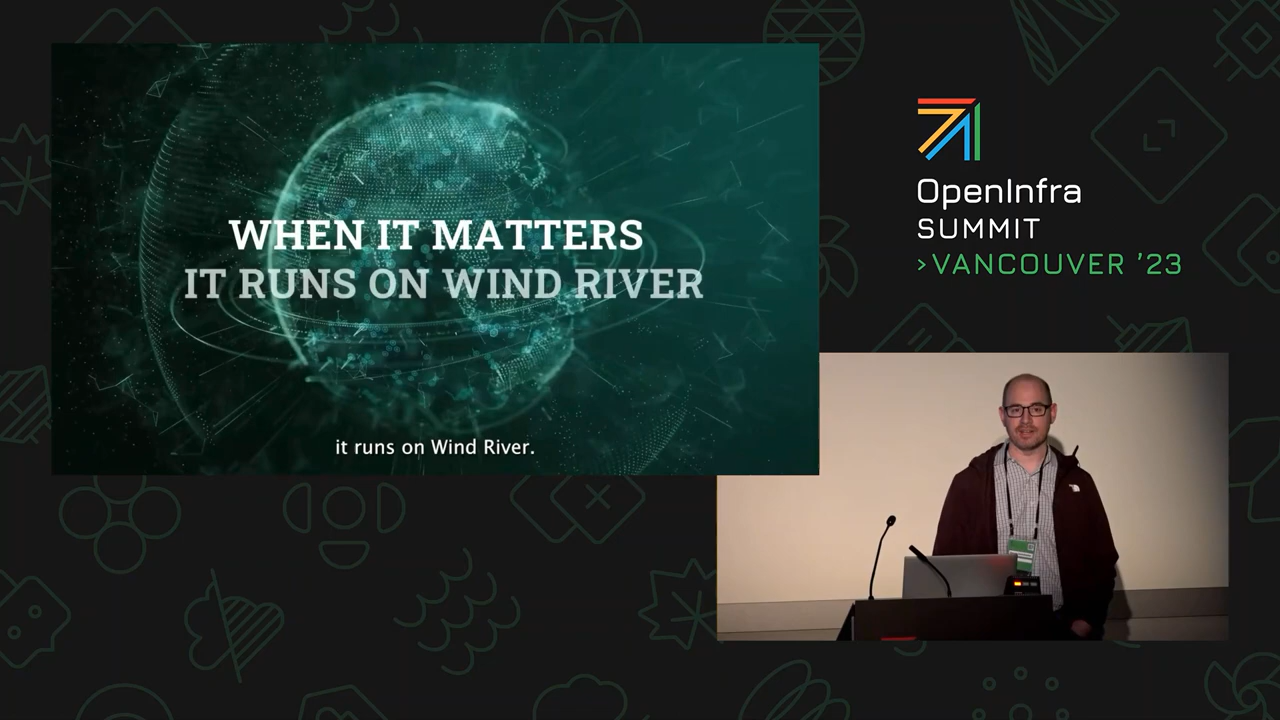 WHEN IT MATTERS
IT RUNS ON WIND RIVER
it runs on Wind River.
OpenInfra
SUMMIT
>VANCOUVER '23